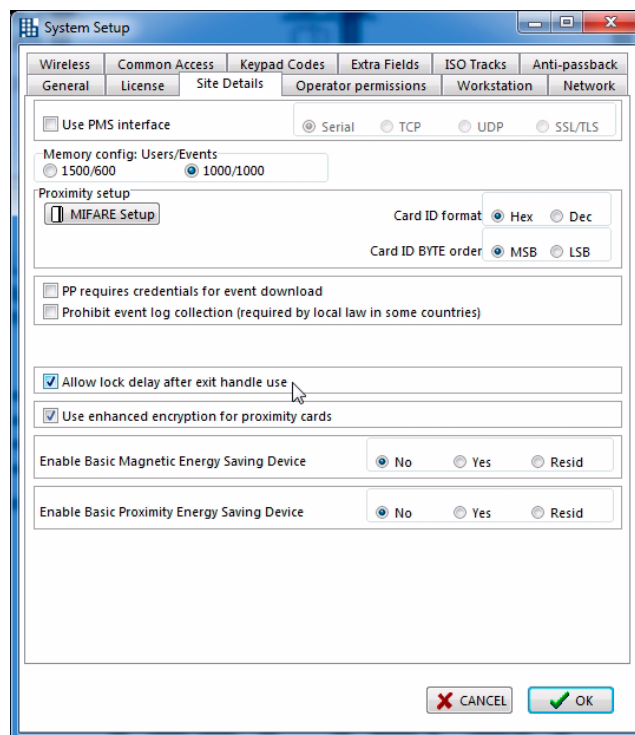 System Setup
Wireless Common Access Keypad Codes Extra Fields ISO Tracks Anti-passback
General License Site Details Operator permissions Workstation Network
Use PMS interface Serial TCP UDP SSL/TLS
Memory config: Users/Events
1500/600 1000/1000
Proximity setup
MIFARE Setup Card ID format Hex Dec
Card ID BYTE order MSB LSB
PP requires credentials for event download
Prohibit event log collection (required by local law in some countries)
Allow lock delay after exit handle use
Use enhanced encryption for proximity cards
Enable Basic Magnetic Energy Saving Device No Yes Resid
Enable Basic Proximity Energy Saving Device No Yes Resid
CANCEL OK